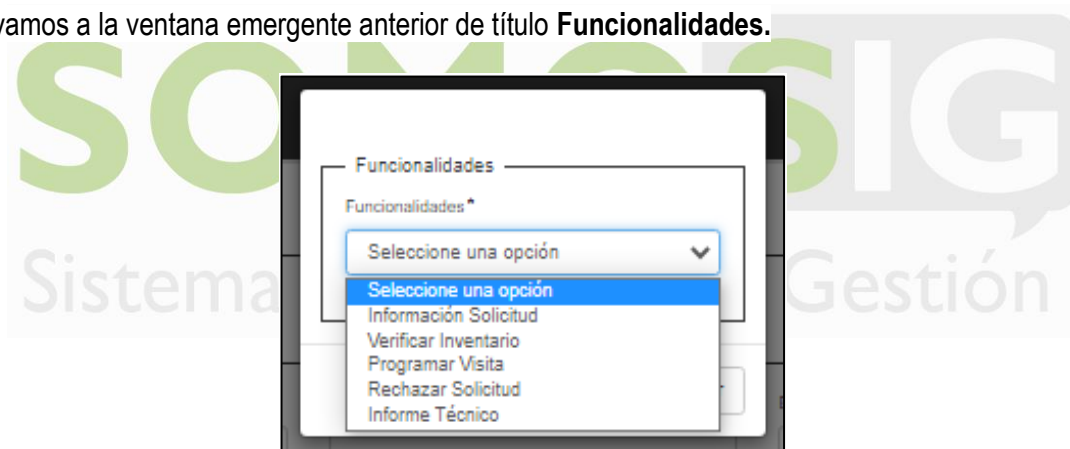 vamos a la ventana emergente anterior de título Funcionalidades.
SOMOSIG
Sistema Gestión
Funcionalidades
Funcionalidades*
Seleccione una opción
Seleccione una opción
Información Solicitud
Verificar Inventario
Programar Visita
Rechazar Solicitud
Informe Técnico